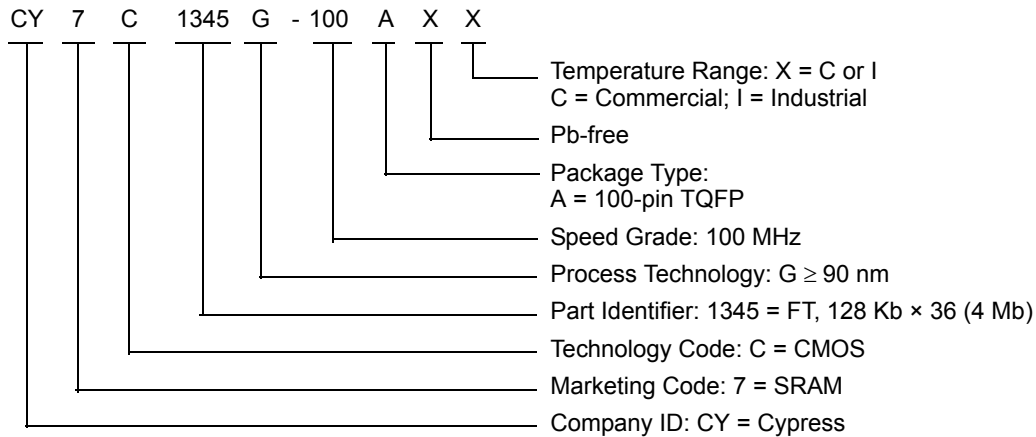 CY 7 C 1345 G - 100 A X X
Temperature Range: X = C or I
C = Commercial; I = Industrial
Pb-free
Package Type:
A = 100-pin TQFP
Speed Grade: 100 MHz
Process Technology: G ≥ 90 nm
Part Identifier: 1345 = FT, 128 Kb × 36 (4 Mb)
Technology Code: C = CMOS
Marketing Code: 7 = SRAM
Company ID: CY = Cypress